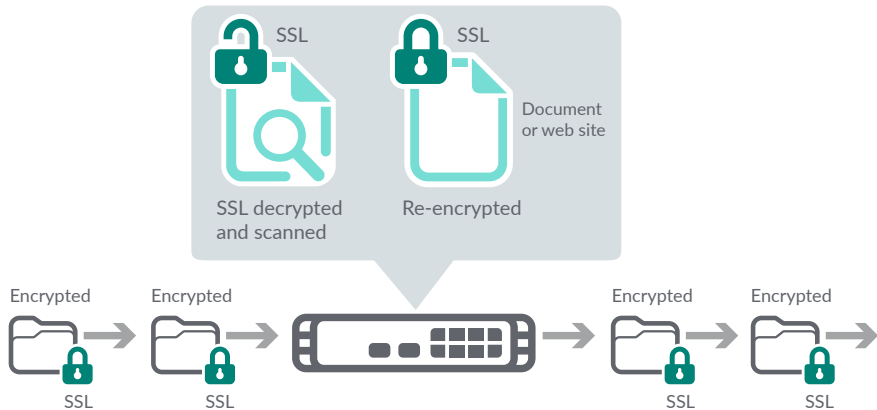 SSL
SSL
Document
or web site
SSL decrypted
and scanned
Re-encrypted
Encrypted
Encrypted
Encrypted
Encrypted
SSL
SSL
SSL
SSL